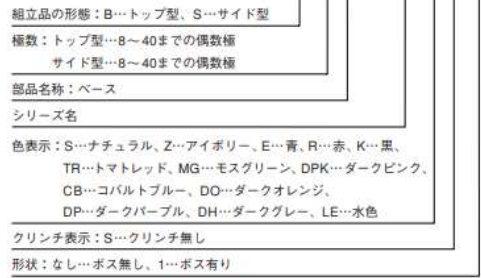 組立品の形態：B…トップ型、S…サイド型
極数：トップ型…8～40までの偶数極
サイド型…8～40までの偶数極
部品名称：ベース
シリーズ名
色表示：S…ナチュラル、Z…アイボリー、E…青、R…赤、K…黒、
TR…トマトレッド、MG…モスグリーン、DPK…ダークピンク、
CB…コバルトブルー、DO…ダークオレンジ、
DP…ダークパープル、DH…ダークグレー、LE…水色
クリンチ表示：S…クリンチ無し
形状：なし…ボス無し、1…ボス有り